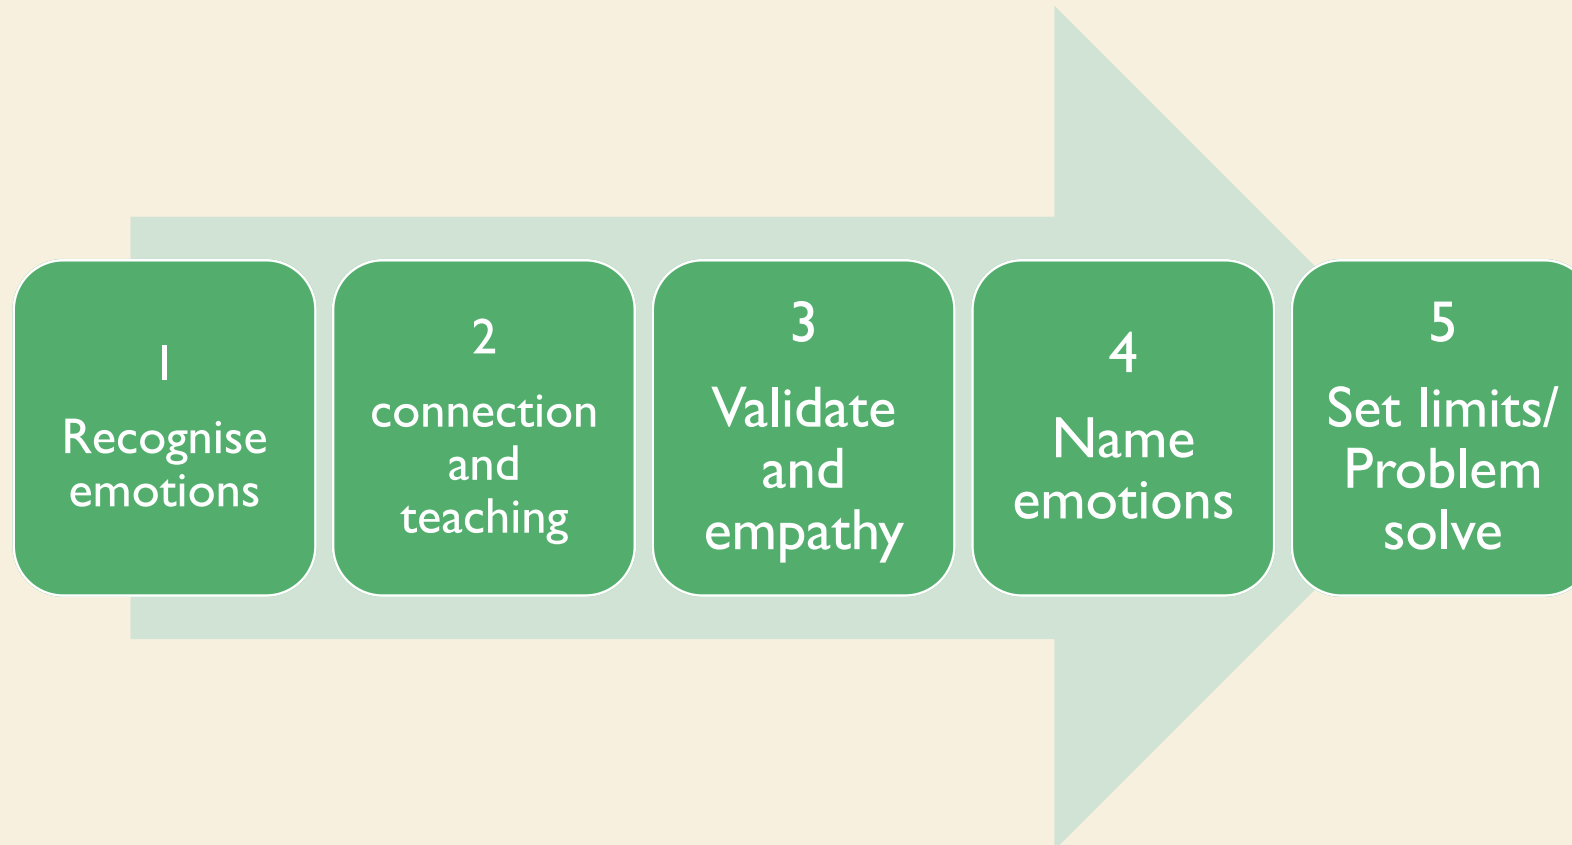 1
Recognise
emotions
2
connection
and
teaching
3
Validate
and
empathy
4
Name
emotions
5
Set limits/
Problem
solve